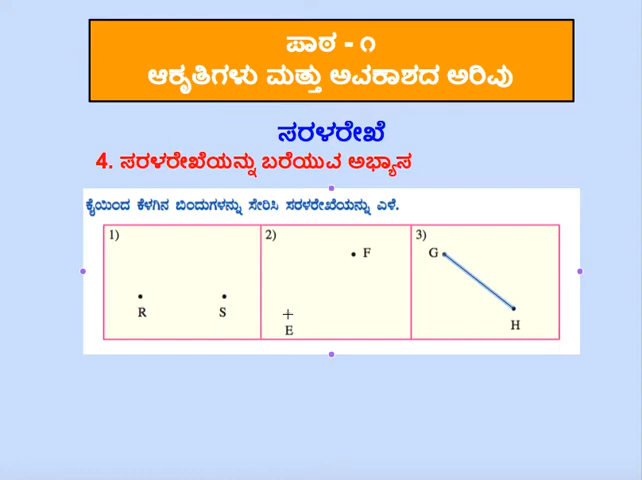 ಪಾಠ - ೧
ಆಕೃತಿಗಳು ಮತ್ತು ಅವಕಾಶದ ಅರಿವು
ಸರಳರೇಖೆ
4. ಸರಳರೇಖೆಯನ್ನು ಬರೆಯುವ ಅಭ್ಯಾಸ
ಕೈಯಿಂದ ಕೆಳಗಿನ ಬಿಂದುಗಳನ್ನು ಸೇರಿಸಿ ಸರಳರೇಖೆಯನ್ನು ಎಳೆ.
1) 2) 3)
F G
R S
E H